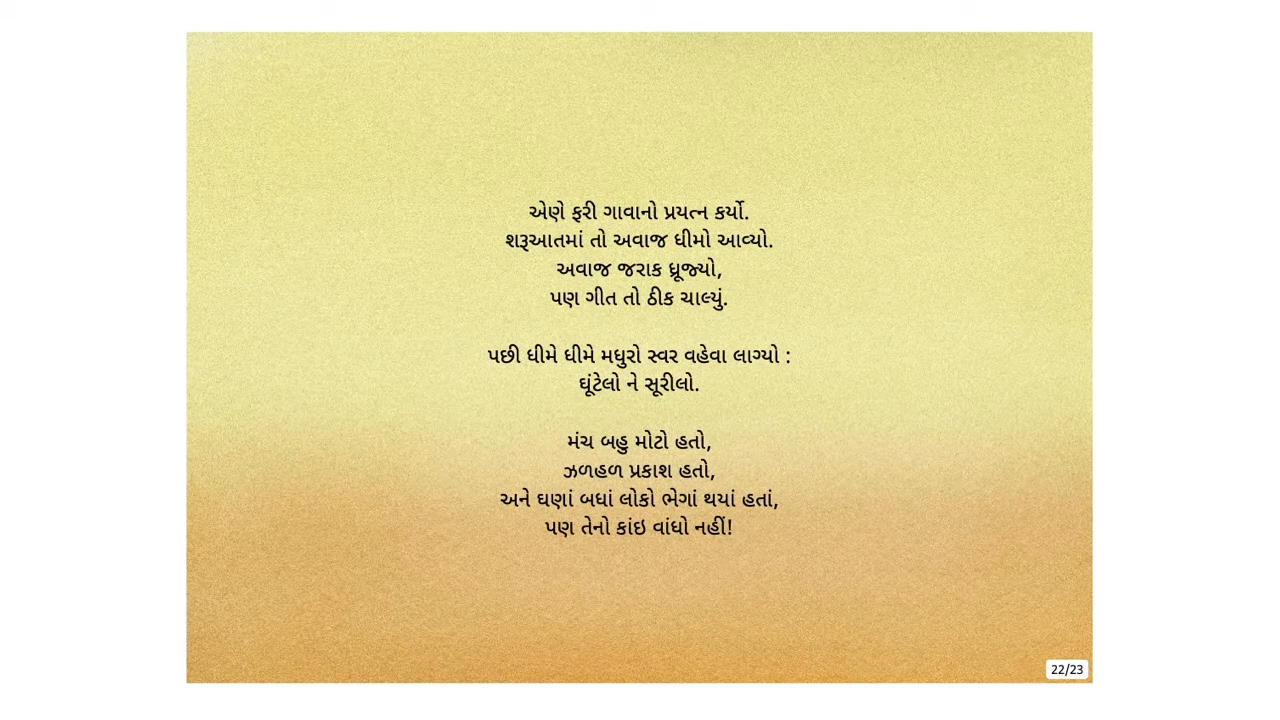 એણે ફરી ગાવાનો પ્રયત્ન કર્યો.
શરૂઆતમાં તો અવાજ ધીમો આવ્યો.
અવાજ જરાક ધ્રૂજ્યો,
પણ ગીત તો ઠીક ચાલ્યું.
પછી ધીમે ધીમે મધુરો સ્વર વહેવા લાગ્યો :
ઘૂંટેલો ને સૂરીલો.
મંચ બહુ મોટો હતો,
ઝળહળ પ્રકાશ હતો,
અને ઘણાં બધાં લોકો ભેગાં થયાં હતાં,
પણ તેનો કાંઇ વાંધો નહીં!
22/23